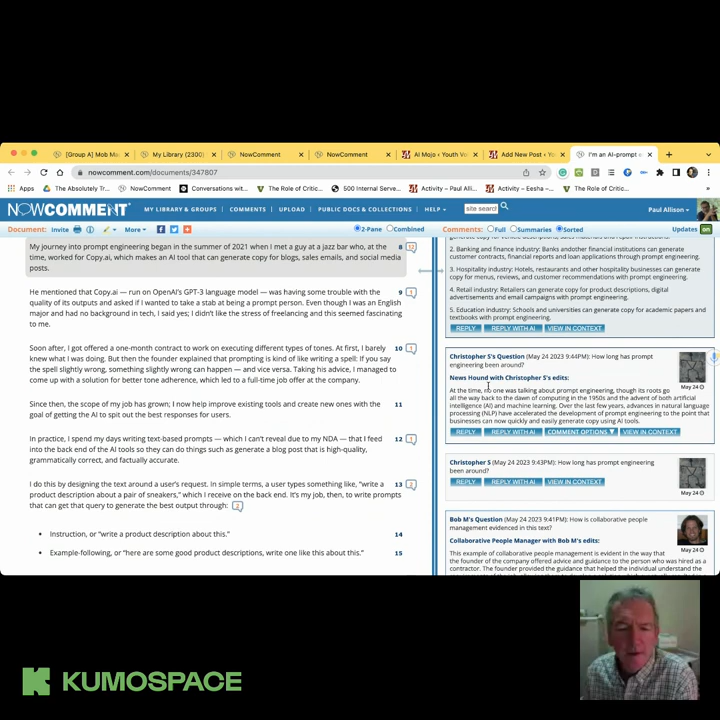 [Group A] Mob Ma
My Library (2300)
NowComment
NowComment
AI Mojo ‹ Youth Vo
Add New Post ‹ Yo
I'm an AI-prompt e
nowcomment.com/documents/347807
Apps
The Absolutely Tr...
NowComment
Conversations wit...
The Role of Critic...
500 Internal Serve...
Activity – Paul Alli...
Activity – Eesha –...
The Role of Critic...
NOWCOMMENT
MY LIBRARY & GROUPS
COMMENTS
UPLOAD
PUBLIC DOCS & COLLECTIONS
HELP
site search
Paul Allison
Document:
Invite
More
2-Pane
Combined
Comments:
Full
Summaries
Sorted
Updates
on
My journey into prompt engineering began in the summer of 2021 when I met a guy at a jazz bar who, at
the time, worked for Copy.ai, which makes an AI tool that can generate copy for blogs, sales emails, and social media
posts.
8
12
He mentioned that Copy.ai — run on OpenAI's GPT-3 language model — was having some trouble with the
quality of its outputs and asked if I wanted to take a stab at being a prompt person. Even though I was an English
major and had no background in tech, I said yes; I didn't like the stress of freelancing and this seemed fascinating
to me.
9
1
Soon after, I got offered a one-month contract to work on executing different types of tones. At first, I barely
knew what I was doing. But then the founder explained that prompting is kind of like writing a spell: If you say
the spell slightly wrong, something slightly wrong can happen — and vice versa. Taking his advice, I managed to
come up with a solution for better tone adherence, which led to a full-time job offer at the company.
10
1
Since then, the scope of my job has grown; I now help improve existing tools and create new ones with the
goal of getting the AI to spit out the best responses for users.
11
In practice, I spend my days writing text-based prompts — which I can't reveal due to my NDA — that I feed
into the back end of the AI tools so they can do things such as generate a blog post that is high-quality,
grammatically correct, and factually accurate.
12
1
I do this by designing the text around a user's request. In simple terms, a user types something like, "write a
product description about a pair of sneakers," which I receive on the back end. It's my job, then, to write prompts
that can get that query to generate the best output through:
2
13
2
• Instruction, or "write a product description about this."
14
• Example-following, or "here are some good product descriptions, write one like this about this."
15
2. Banking and finance industry: Banks andother financial institutions can generate
customer contracts, financial reports and loan applications through prompt engineering.
3. Hospitality industry: Hotels, restaurants and other hospitality businesses can generate
copy for menus, reviews, and customer responses through prompt engineering.
4. Retail industry: Retailers can generate copy for product descriptions, digital
advertisements and email campaigns with prompt engineering.
5. Education industry: Schools and universities can generate copy for academic papers and
textbooks with prompt engineering.
REPLY
REPLY WITH AI
VIEW IN CONTEXT
Christopher S's Question (May 24 2023 9:44PM): How long has prompt
engineering been around?
News Hound with Christopher S's edits:
May 24
At the time, no one was talking about prompt engineering, though its roots go
all the way back to the dawn of computing in the 1950s and the advent of both artificial
intelligence (AI) and machine learning. Over the last few years, advances in natural language
processing (NLP) have accelerated the development of prompt engineering to the point that
businesses can now quickly and easily generate copy using AI tools.
REPLY
REPLY WITH AI
COMMENT OPTIONS ▼
VIEW IN CONTEXT
Christopher S (May 24 2023 9:43PM): How long has prompt engineering
been around?
REPLY
REPLY WITH AI
VIEW IN CONTEXT
May 24
Bob M's Question (May 24 2023 9:41PM): How is collaborative people
management evidenced in this text?
Collaborative People Manager with Bob M's edits:
May 24
This example of collaborative people management is evident in the way that
the founder of the company offered advice and guidance to the person who was hired as a
contractor. The founder provided the guidance that helped the individual understand the
KUMOSPACE